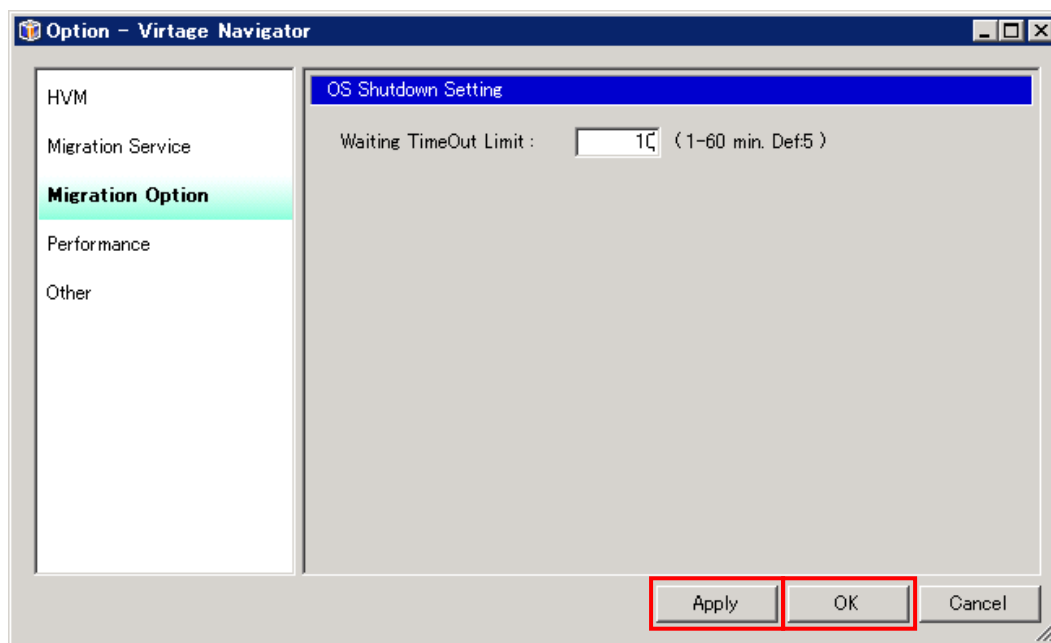 Option - Virtage Navigator
HVM
Migration Service
Migration Option
Performance
Other
OS Shutdown Setting
Waiting TimeOut Limit : 10 (1-60 min. Def:5 )
Apply OK Cancel